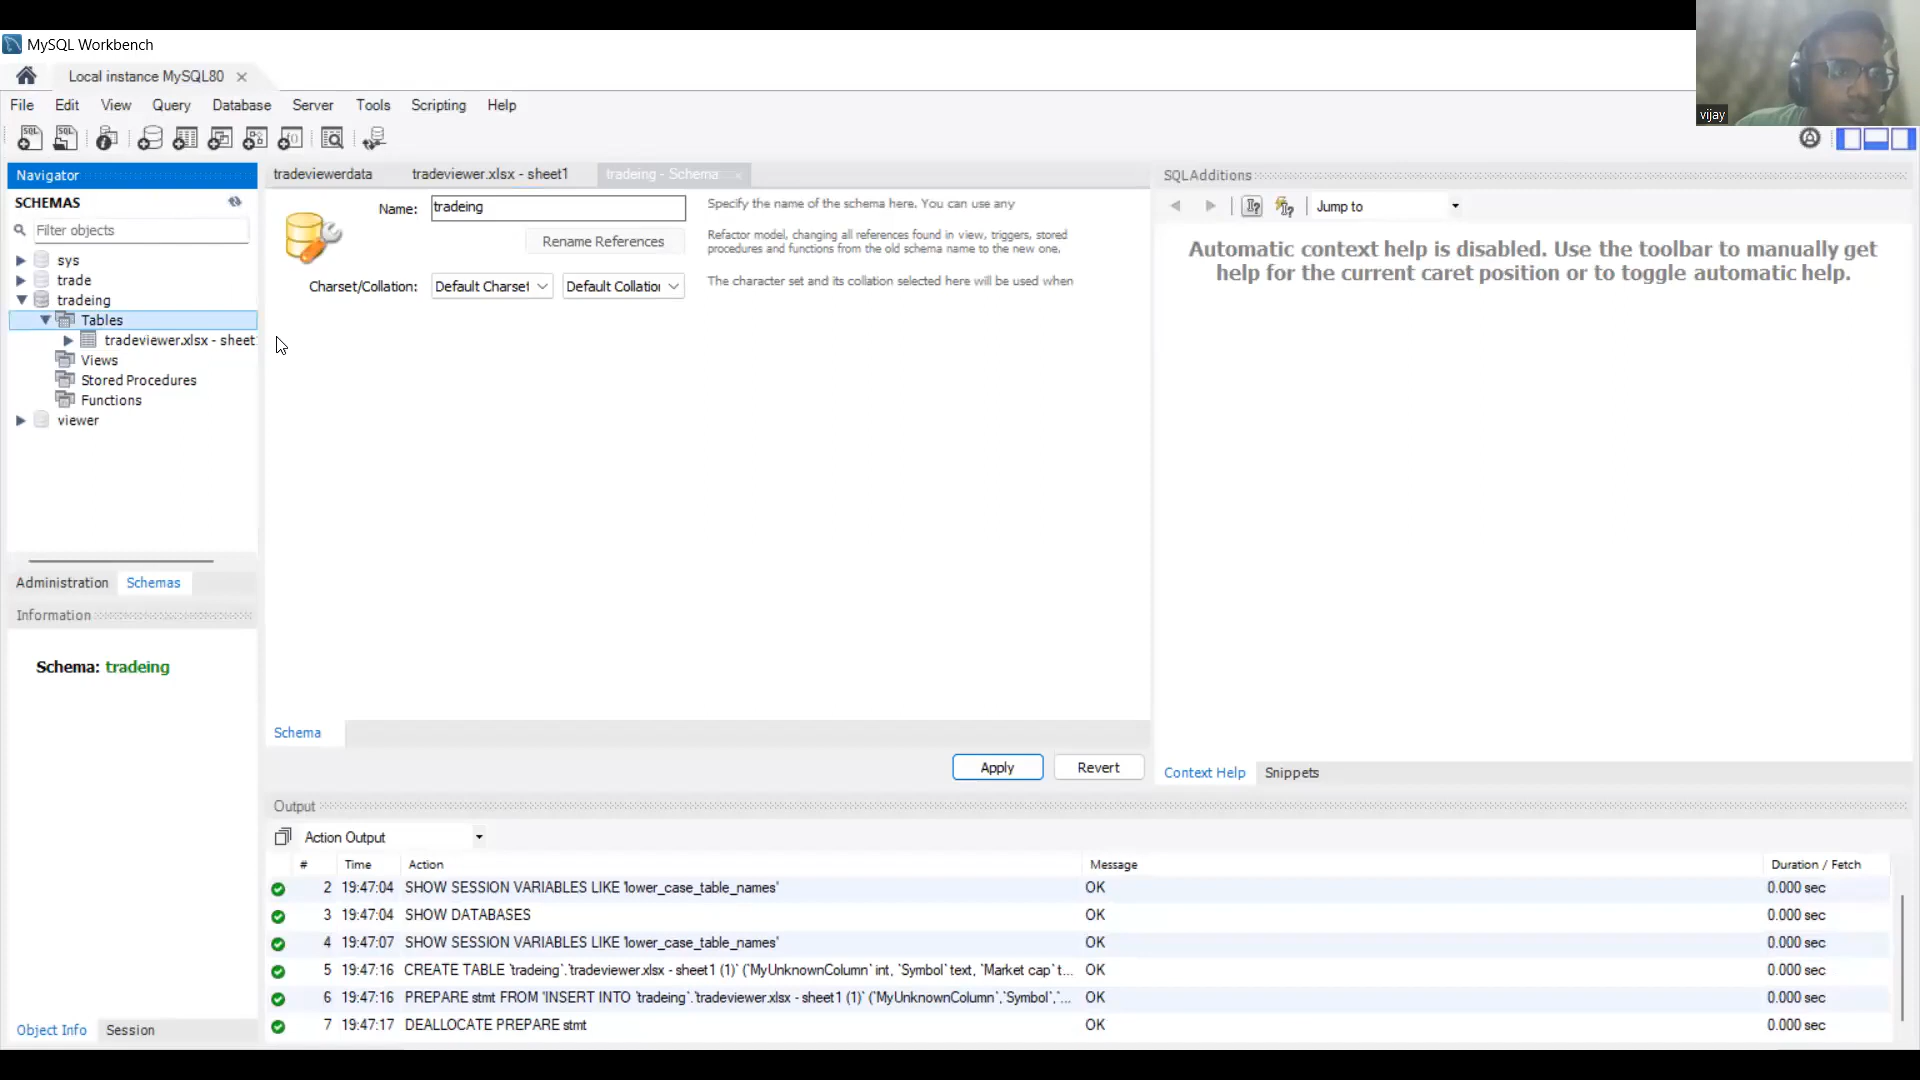 MySQL Workbench
Local instance MySQL80
File Edit View Query Database Server Tools Scripting Help
vijay
Navigator
SCHEMAS
Filter objects
sys
trade
tradeing
Tables
tradeviewer.xlsx - sheet
Views
Stored Procedures
Functions
viewer
Administration Schemas
Information
Schema: tradeing
Object Info Session
tradeviewerdata tradeviewer.xlsx - sheet1 tradeing - Schema
Name: tradeing
Specify the name of the schema here. You can use any
Rename References
Refactor model, changing all references found in view, triggers, stored
procedures and functions from the old schema name to the new one.
Charset/Collation: Default Charset Default Collation
The character set and its collation selected here will be used when
Schema
Apply Revert
SQLAdditions
Jump to
Automatic context help is disabled. Use the toolbar to manually get
help for the current caret position or to toggle automatic help.
Context Help Snippets
Output
Action Output
# Time Action Message Duration / Fetch
2 19:47:04 SHOW SESSION VARIABLES LIKE 'lower_case_table_names' OK 0.000 sec
3 19:47:04 SHOW DATABASES OK 0.000 sec
4 19:47:07 SHOW SESSION VARIABLES LIKE 'lower_case_table_names' OK 0.000 sec
5 19:47:16 CREATE TABLE `tradeing`.`tradeviewer.xlsx - sheet1 (1)` (`MyUnknownColumn` int, `Symbol` text, `Market cap` t... OK 0.000 sec
6 19:47:16 PREPARE stmt FROM 'INSERT INTO `tradeing`.`tradeviewer.xlsx - sheet1 (1)` (`MyUnknownColumn`,`Symbol`,`... OK 0.000 sec
7 19:47:17 DEALLOCATE PREPARE stmt OK 0.000 sec